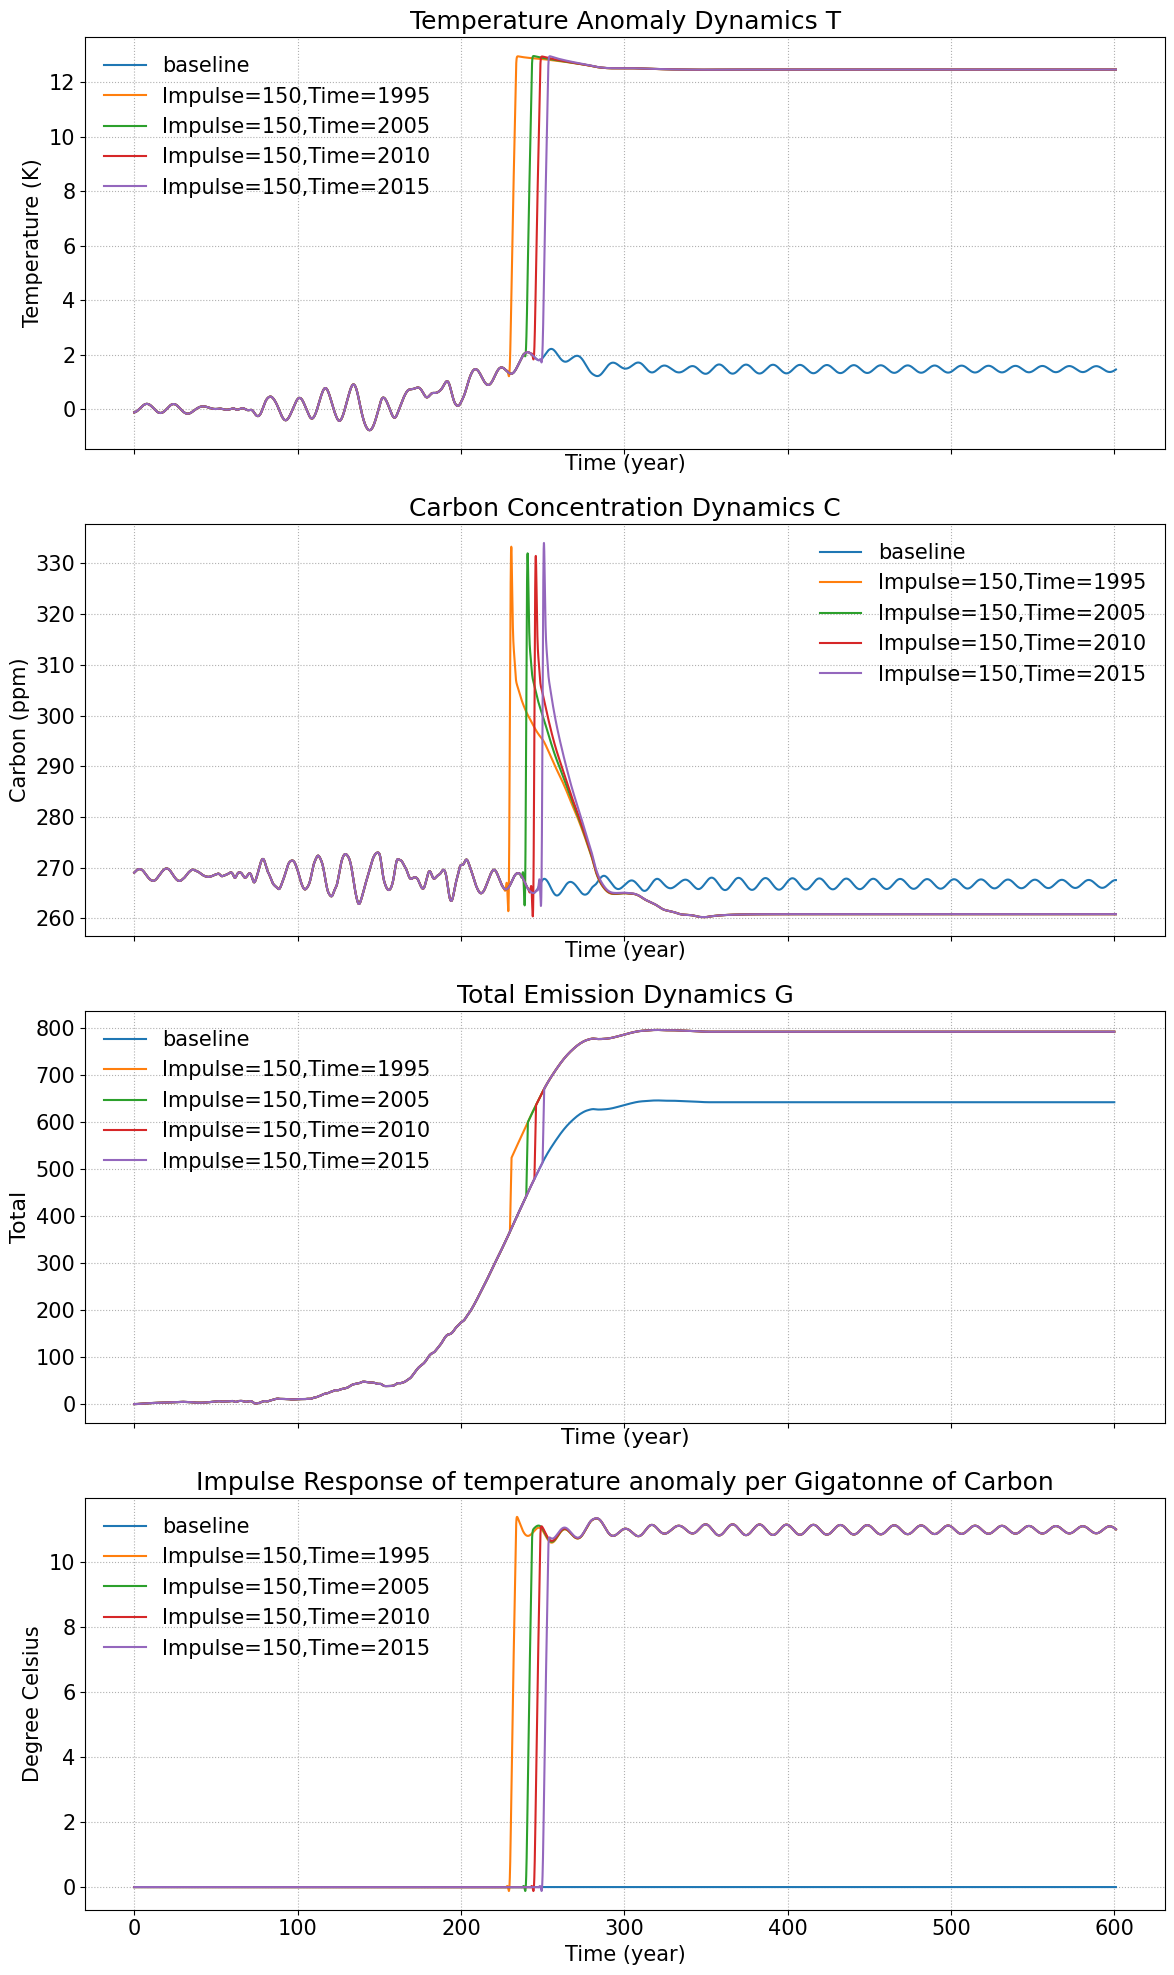 Temperature Anomaly Dynamics T
baseline
Impulse=150,Time=1995
Impulse=150,Time=2005
Impulse=150,Time=2010
Impulse=150,Time=2015
12
10
8
6
4
2
0
Temperature (K)
Time (year)
Carbon Concentration Dynamics C
baseline
Impulse=150,Time=1995
Impulse=150,Time=2005
Impulse=150,Time=2010
Impulse=150,Time=2015
330
320
310
300
290
280
270
260
Carbon (ppm)
Time (year)
Total Emission Dynamics G
baseline
Impulse=150,Time=1995
Impulse=150,Time=2005
Impulse=150,Time=2010
Impulse=150,Time=2015
800
700
600
500
400
300
200
100
0
Total
Time (year)
Impulse Response of temperature anomaly per Gigatonne of Carbon
baseline
Impulse=150,Time=1995
Impulse=150,Time=2005
Impulse=150,Time=2010
Impulse=150,Time=2015
10
8
6
4
2
0
Degree Celsius
0 100 200 300 400 500 600
Time (year)